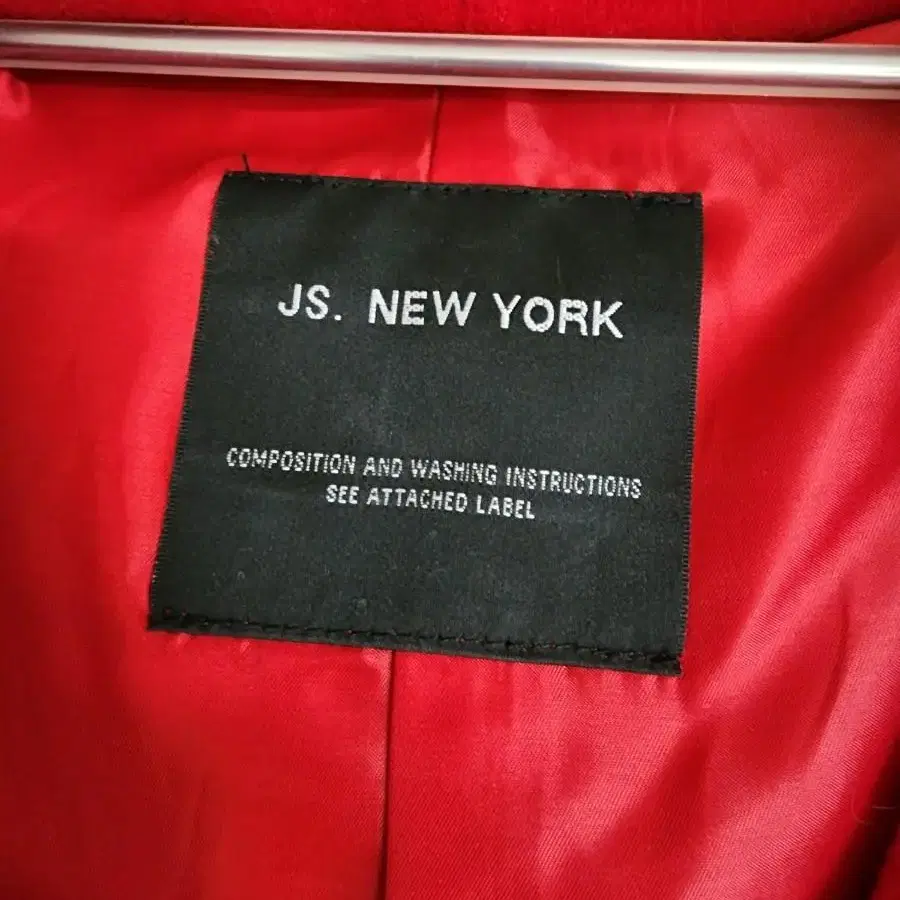 JS. NEW YORK
COMPOSITION AND WASHING INSTRUCTIONS
SEE ATTACHED LABEL